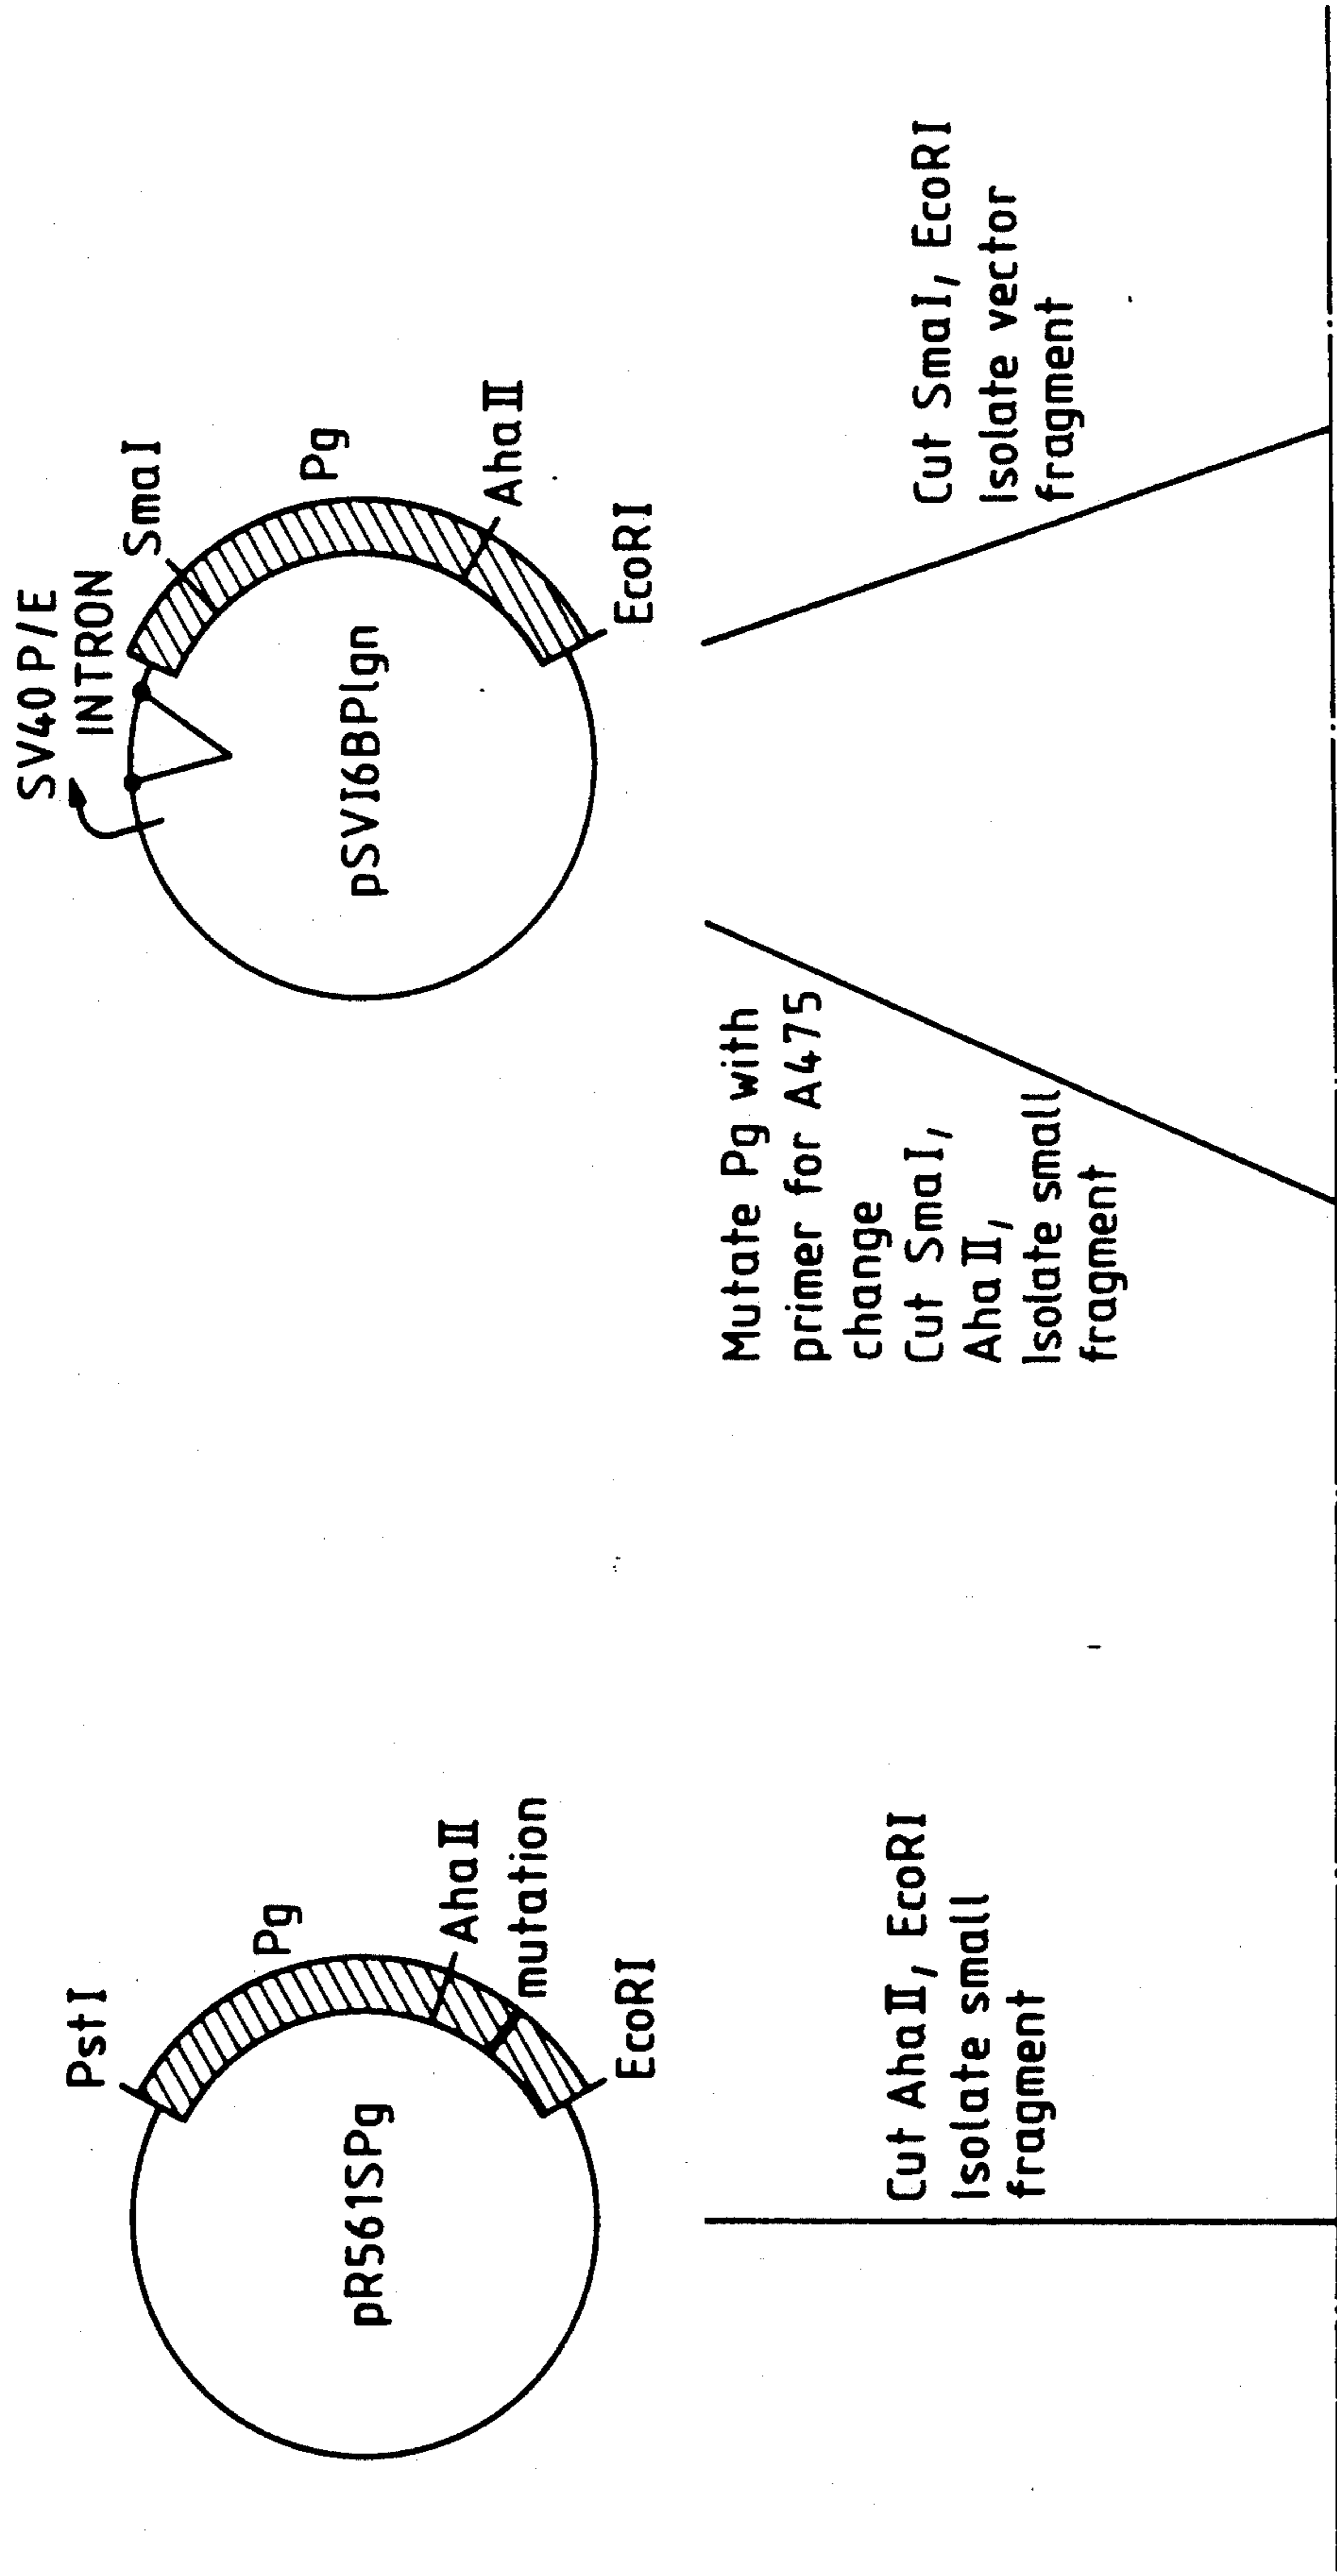 PstI
Pg
AhaII
mutation
EcoRI
pR561SPg
Cut AhaII, EcoRI
Isolate small
fragment
SV40 P/E
INTRON
SmaI
Pg
AhaII
EcoRI
pSVI6BPlgn
Mutate Pg with
primer for A475
change
Cut SmaI,
AhaII,
Isolate small
fragment
Cut SmaI, EcoRI
Isolate vector
fragment